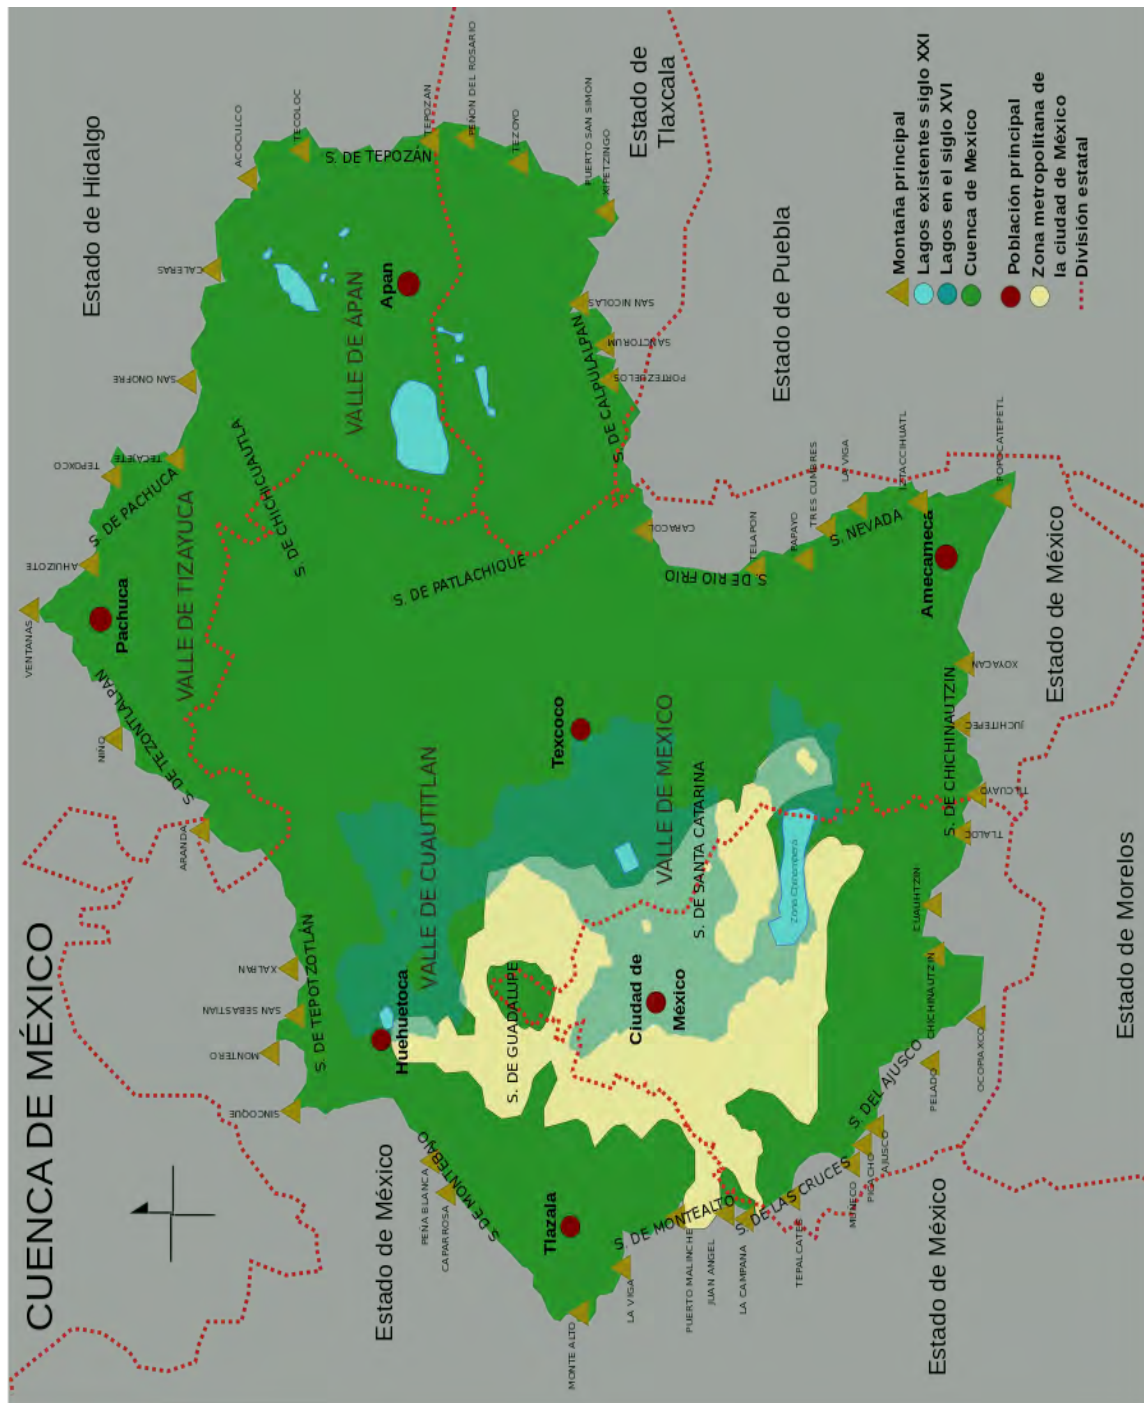 CUENCA DE MÉXICO
Estado de Hidalgo
Estado de
Tlaxcala
Estado de Puebla
Estado de México
Estado de Morelos
Estado de México
Estado de México
VENTANAS
AHUIZOTE
TEPOXCO
TECAJETE
SAN ONOFRE
CALERAS
ACOCULCO
TECOLOC
TEPOZAN
PEÑON DEL ROSARIO
TEZOYO
PUERTO SAN SIMON
XIPETZINGO
SAN NICOLAS
SANCTORUM
PORTEZUELOS
CARACOL
TELAPON
PAPAYO
TRES CUMBRES
LA VIGA
IZTACCIHUATL
POPOCATEPETL
XOYACAN
JUCHITEPEC
TILCUAYO
TLALOC
CUAUHTZIN
CHICHINAUTZIN
OCOPIAXCO
PELADO
AJUSCO
PIGACHO
MUÑECO
TEPALCATES
LA CAMPANA
JUAN ANGEL
PUERTO MALINCHE
LA VIGA
MONTE ALTO
CAPARROSA
PEÑA BLANCA
SINCOQUE
MONTERO
SAN SEBASTIAN
XALPAN
ARANDA
NIÑO
S. DE TEZONTLALPAN
S. DE PACHUCA
S. DE CHICHICUAUTLA
S. DE TEPOZÁN
S. DE CALPULALPAN
S. DE PATLACHIQUE
S. DE RIO FRIO
S. NEVADA
S. DE CHICHINAUTZIN
S. DEL AJUSCO
S. DE LAS CRUCES
S. DE MONTEALTO
S. DE MONTEBAJO
S. DE TEPOTZOTLÁN
S. DE GUADALUPE
S. DE SANTA CATARINA
VALLE DE TIZAYUCA
VALLE DE APAN
VALLE DE CUAUTITLAN
VALLE DE MEXICO
Pachuca
Apan
Texcoco
Huehuetoca
Tlazala
Ciudad de
México
Amecameca
Zona Chinampera
Montaña principal
Lagos existentes siglo XXI
Lagos en el siglo XVI
Cuenca de Mexico
Población principal
Zona metropolitana de
la ciudad de México
División estatal